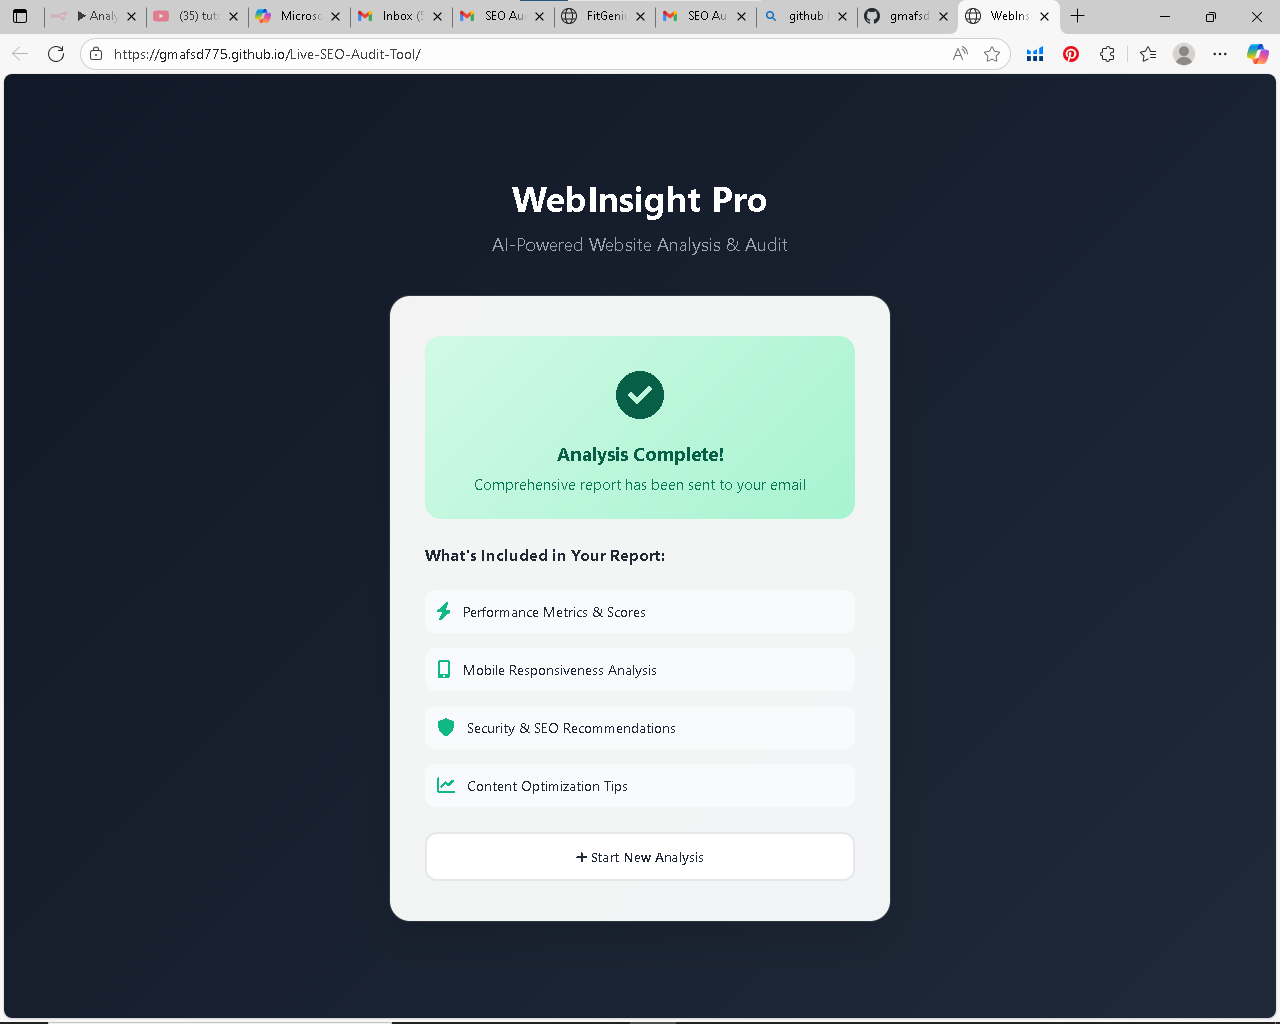 Analy
(35) tut
Microso
Inbox (5
SEO Au
FitGeni
SEO Au
github
gmafsd
WebIns
https://gmafsd775.github.io/Live-SEO-Audit-Tool/
WebInsight Pro
AI-Powered Website Analysis & Audit
Analysis Complete!
Comprehensive report has been sent to your email
What's Included in Your Report:
Performance Metrics & Scores
Mobile Responsiveness Analysis
Security & SEO Recommendations
Content Optimization Tips
+ Start New Analysis